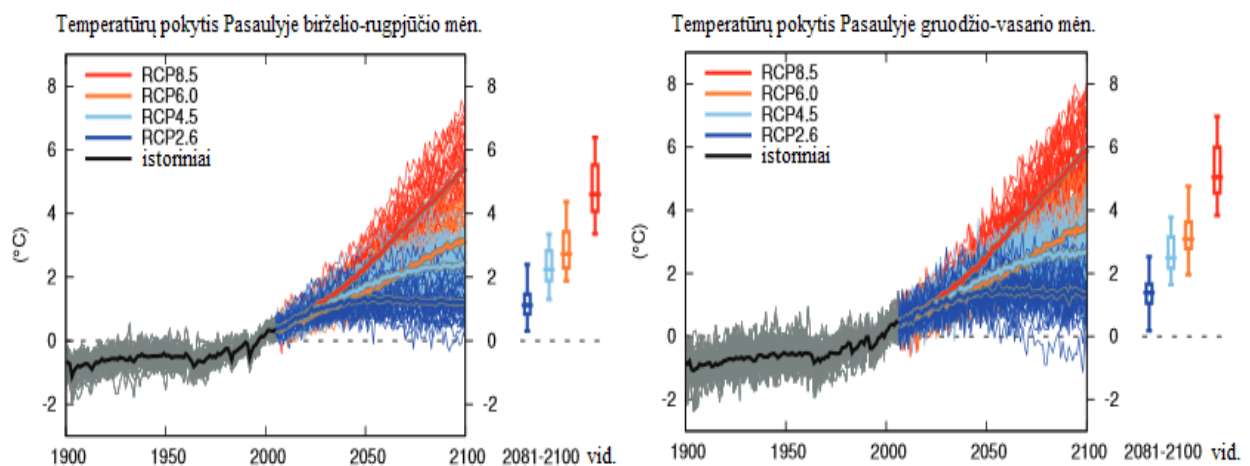 Temperatūrų pokytis Pasaulyje birželio-rugpjūčio mėn.
8
6
4
2
0
-2
(°C)
RCP8.5
RCP6.0
RCP4.5
RCP2.6
istoriniai
8
6
4
2
0
-2
1900
1950
2000
2050
2100
2081-2100 vid.
Temperatūrų pokytis Pasaulyje gruodžio-vasario mėn.
8
6
4
2
0
-2
(°C)
RCP8.5
RCP6.0
RCP4.5
RCP2.6
istoriniai
8
6
4
2
0
-2
1900
1950
2000
2050
2100
2081-2100 vid.